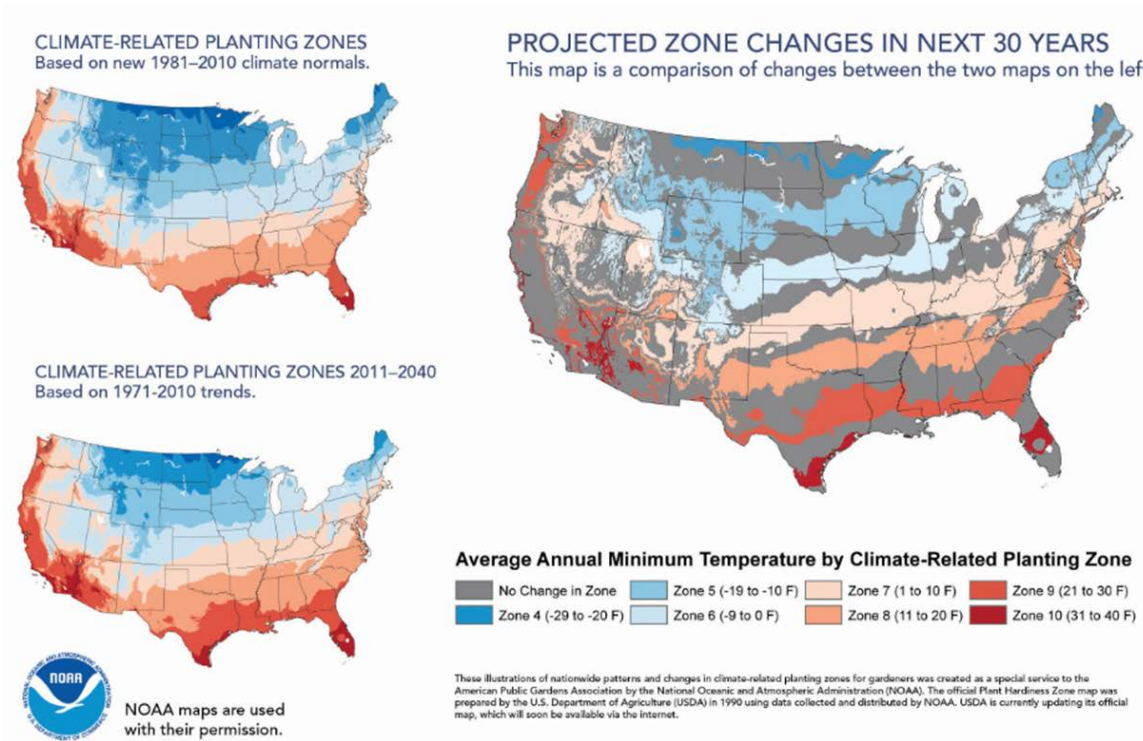 CLIMATE-RELATED PLANTING ZONES
Based on new 1981–2010 climate normals.
PROJECTED ZONE CHANGES IN NEXT 30 YEARS
This map is a comparison of changes between the two maps on the lef
CLIMATE-RELATED PLANTING ZONES 2011–2040
Based on 1971-2010 trends.
Average Annual Minimum Temperature by Climate-Related Planting Zone
No Change in Zone
Zone 5 (-19 to -10 F)
Zone 7 (1 to 10 F)
Zone 9 (21 to 30 F)
Zone 4 (-29 to -20 F)
Zone 6 (-9 to 0 F)
Zone 8 (11 to 20 F)
Zone 10 (31 to 40 F)
NATIONAL OCEANIC AND ATMOSPHERIC ADMINISTRATION
NOAA
U.S. DEPARTMENT OF COMMERCE
NOAA maps are used
with their permission.
These illustrations of nationwide patterns and changes in climate-related planting zones for gardeners was created as a special service to the
American Public Gardens Association by the National Oceanic and Atmospheric Administration (NOAA). The official Plant Hardiness Zone map was
prepared by the U.S. Department of Agriculture (USDA) in 1990 using data collected and distributed by NOAA. USDA is currently updating its official
map, which will soon be available via the internet.